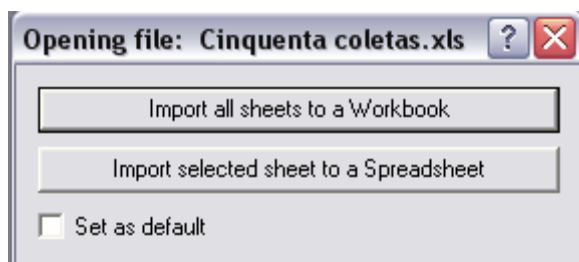 Opening file: Cinquenta coletas.xls ?
Import all sheets to a Workbook
Import selected sheet to a Spreadsheet
Set as default